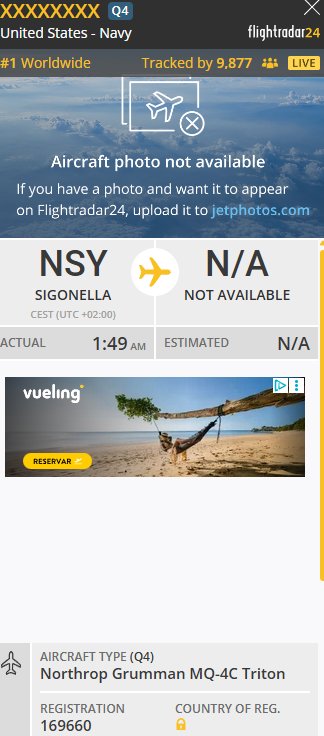 XXXXXXXX Q4
United States - Navy
flightradar24
#1 Worldwide
Tracked by 9,877
LIVE
Aircraft photo not available
If you have a photo and want it to appear
on Flightradar24, upload it to jetphotos.com
NSY
N/A
SIGONELLA
NOT AVAILABLE
CEST (UTC +02:00)
ACTUAL 1:49 AM
ESTIMATED N/A
vueling
RESERVAR
AIRCRAFT TYPE (Q4)
Northrop Grumman MQ-4C Triton
REGISTRATION
COUNTRY OF REG.
169660